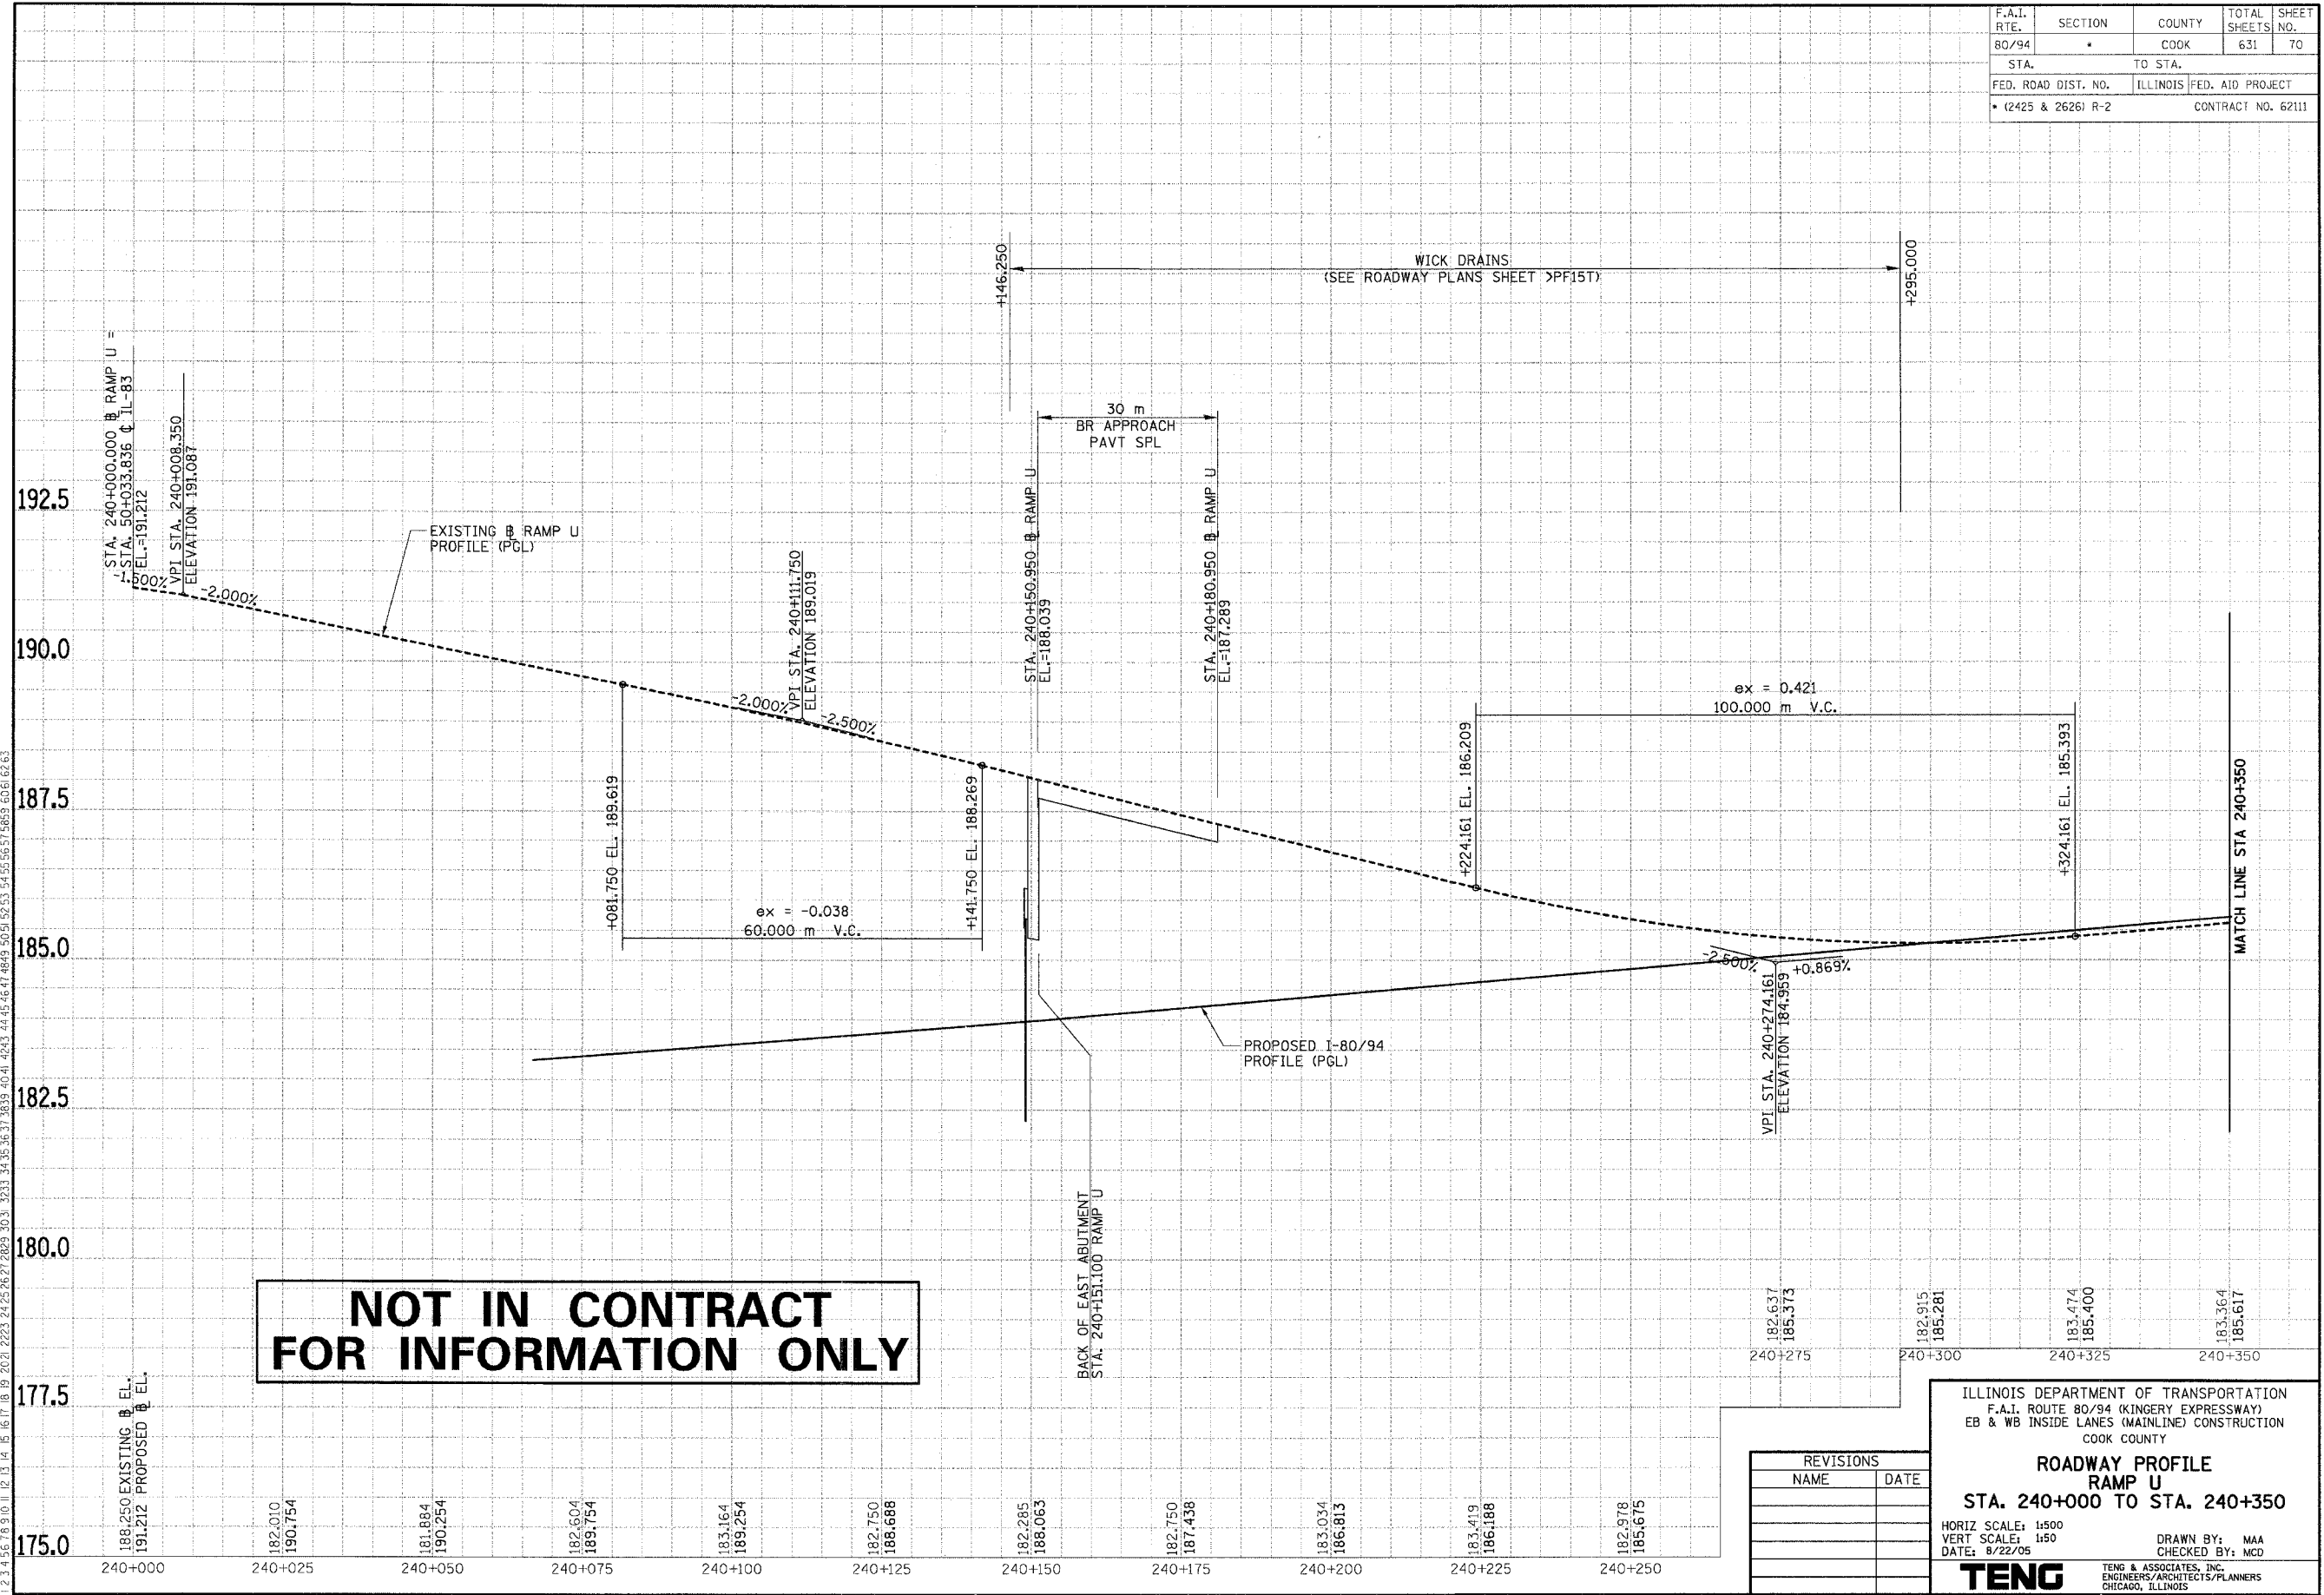 F.A.I. RTE. SECTION COUNTY TOTAL SHEETS SHEET NO.
80/94 * COOK 631 70
STA. TO STA.
FED. ROAD DIST. NO. ILLINOIS FED. AID PROJECT
* (2425 & 2626) R-2 CONTRACT NO. 62111
+146.250
WICK DRAINS
(SEE ROADWAY PLANS SHEET >PF15T)
+295.000
STA. 240+000.000 B RAMP U =
STA. 50+033.836 ℄ IL-83
EL.=191.212
VPI STA. 240+008.350
ELEVATION 191.087
-1.500%
-2.000%
EXISTING B RAMP U
PROFILE (PGL)
30 m
BR APPROACH
PAVT SPL
STA. 240+150.950 B RAMP U
EL.=188.039
STA. 240+180.950 B RAMP U
EL.=187.289
VPI STA. 240+111.750
ELEVATION 189.019
-2.000%
-2.500%
192.5
190.0
187.5
185.0
182.5
180.0
177.5
175.0
+081.750 EL. 189.619
+141.750 EL. 188.269
ex = -0.038
60.000 m V.C.
ex = 0.421
100.000 m V.C.
+224.161 EL. 186.209
+324.161 EL. 185.393
MATCH LINE STA 240+350
-2.500%
+0.869%
VPI STA. 240+274.161
ELEVATION 184.959
PROPOSED I-80/94
PROFILE (PGL)
BACK OF EAST ABUTMENT
STA. 240+151.100 RAMP U
NOT IN CONTRACT
FOR INFORMATION ONLY
188.250 EXISTING B EL.
191.212 PROPOSED B EL.
182.010
190.754
181.884
190.254
182.604
189.754
183.164
189.254
182.750
188.688
182.285
188.063
182.750
187.438
183.034
186.813
183.419
186.188
182.978
185.675
182.637
185.373
182.915
185.281
183.474
185.400
183.364
185.617
240+275 240+300 240+325 240+350
240+000 240+025 240+050 240+075 240+100 240+125 240+150 240+175 240+200 240+225 240+250
REVISIONS
NAME DATE
ILLINOIS DEPARTMENT OF TRANSPORTATION
F.A.I. ROUTE 80/94 (KINGERY EXPRESSWAY)
EB & WB INSIDE LANES (MAINLINE) CONSTRUCTION
COOK COUNTY
ROADWAY PROFILE
RAMP U
STA. 240+000 TO STA. 240+350
HORIZ SCALE: 1:500
VERT SCALE: 1:50 DRAWN BY: MAA
DATE: 8/22/05 CHECKED BY: MCD
TENG
TENG & ASSOCIATES, INC.
ENGINEERS/ARCHITECTS/PLANNERS
CHICAGO, ILLINOIS